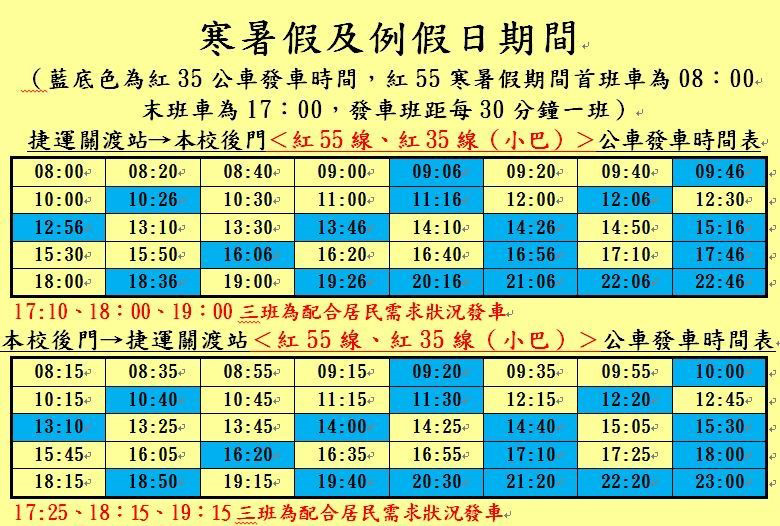 寒暑假及例假日期間
（藍底色為紅 35 公車發車時間，紅 55 寒暑假期間首班車為 08：00
末班車為 17：00，發車班距每 30 分鐘一班）
捷運關渡站→本校後門＜紅 55 線、紅 35 線（小巴）＞公車發車時間表
08:00 08:20 08:40 09:00 09:06 09:20 09:40 09:46
10:00 10:26 10:30 11:00 11:16 12:00 12:06 12:30
12:56 13:10 13:30 13:46 14:10 14:26 14:50 15:16
15:30 15:50 16:06 16:20 16:40 16:56 17:10 17:46
18:00 18:36 19:00 19:26 20:16 21:06 22:06 22:46
17:10、18：00、19：00 三班為配合居民需求狀況發車
本校後門→捷運關渡站＜紅 55 線、紅 35 線（小巴）＞公車發車時間表
08:15 08:35 08:55 09:15 09:20 09:35 09:55 10:00
10:15 10:40 10:45 11:15 11:30 12:15 12:20 12:45
13:10 13:25 13:45 14:00 14:25 14:40 15:05 15:30
15:45 16:05 16:20 16:35 16:55 17:10 17:25 18:00
18:15 18:50 19:15 19:40 20:30 21:20 22:20 23:00
17:25、18：15、19：15 三班為配合居民需求狀況發車